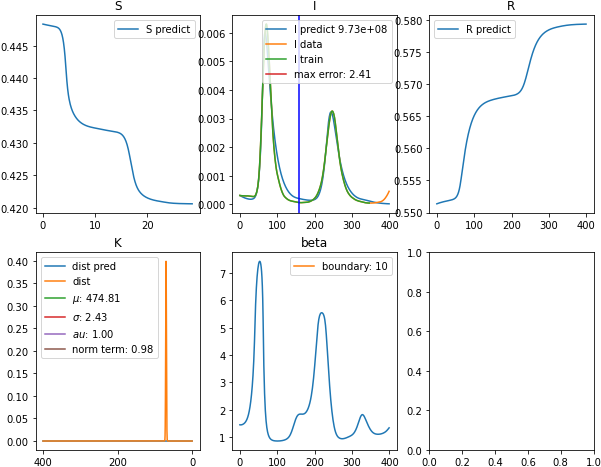 S
I
R
S predict
I predict 9.73e+08
I data
I train
max error: 2.41
R predict
0.445
0.440
0.435
0.430
0.425
0.420
0 10 20
0.006
0.005
0.004
0.003
0.002
0.001
0.000
0 100 200 300 400
0.580
0.575
0.570
0.565
0.560
0.555
0.550
0 100 200 300 400
K
beta
dist pred
dist
μ: 474.81
σ: 2.43
au: 1.00
norm term: 0.98
0.40
0.35
0.30
0.25
0.20
0.15
0.10
0.05
0.00
400 200 0
boundary: 10
7
6
5
4
3
2
1
0 100 200 300 400
1.0
0.8
0.6
0.4
0.2
0.0
0.0 0.2 0.4 0.6 0.8 1.0